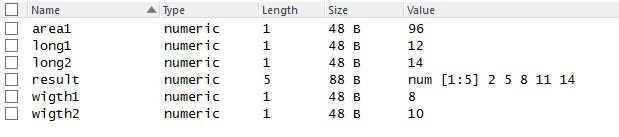 Name Type Length Size Value
area1 numeric 1 48 B 96
long1 numeric 1 48 B 12
long2 numeric 1 48 B 14
result numeric 5 88 B num [1:5] 2 5 8 11 14
wigth1 numeric 1 48 B 8
wigth2 numeric 1 48 B 10